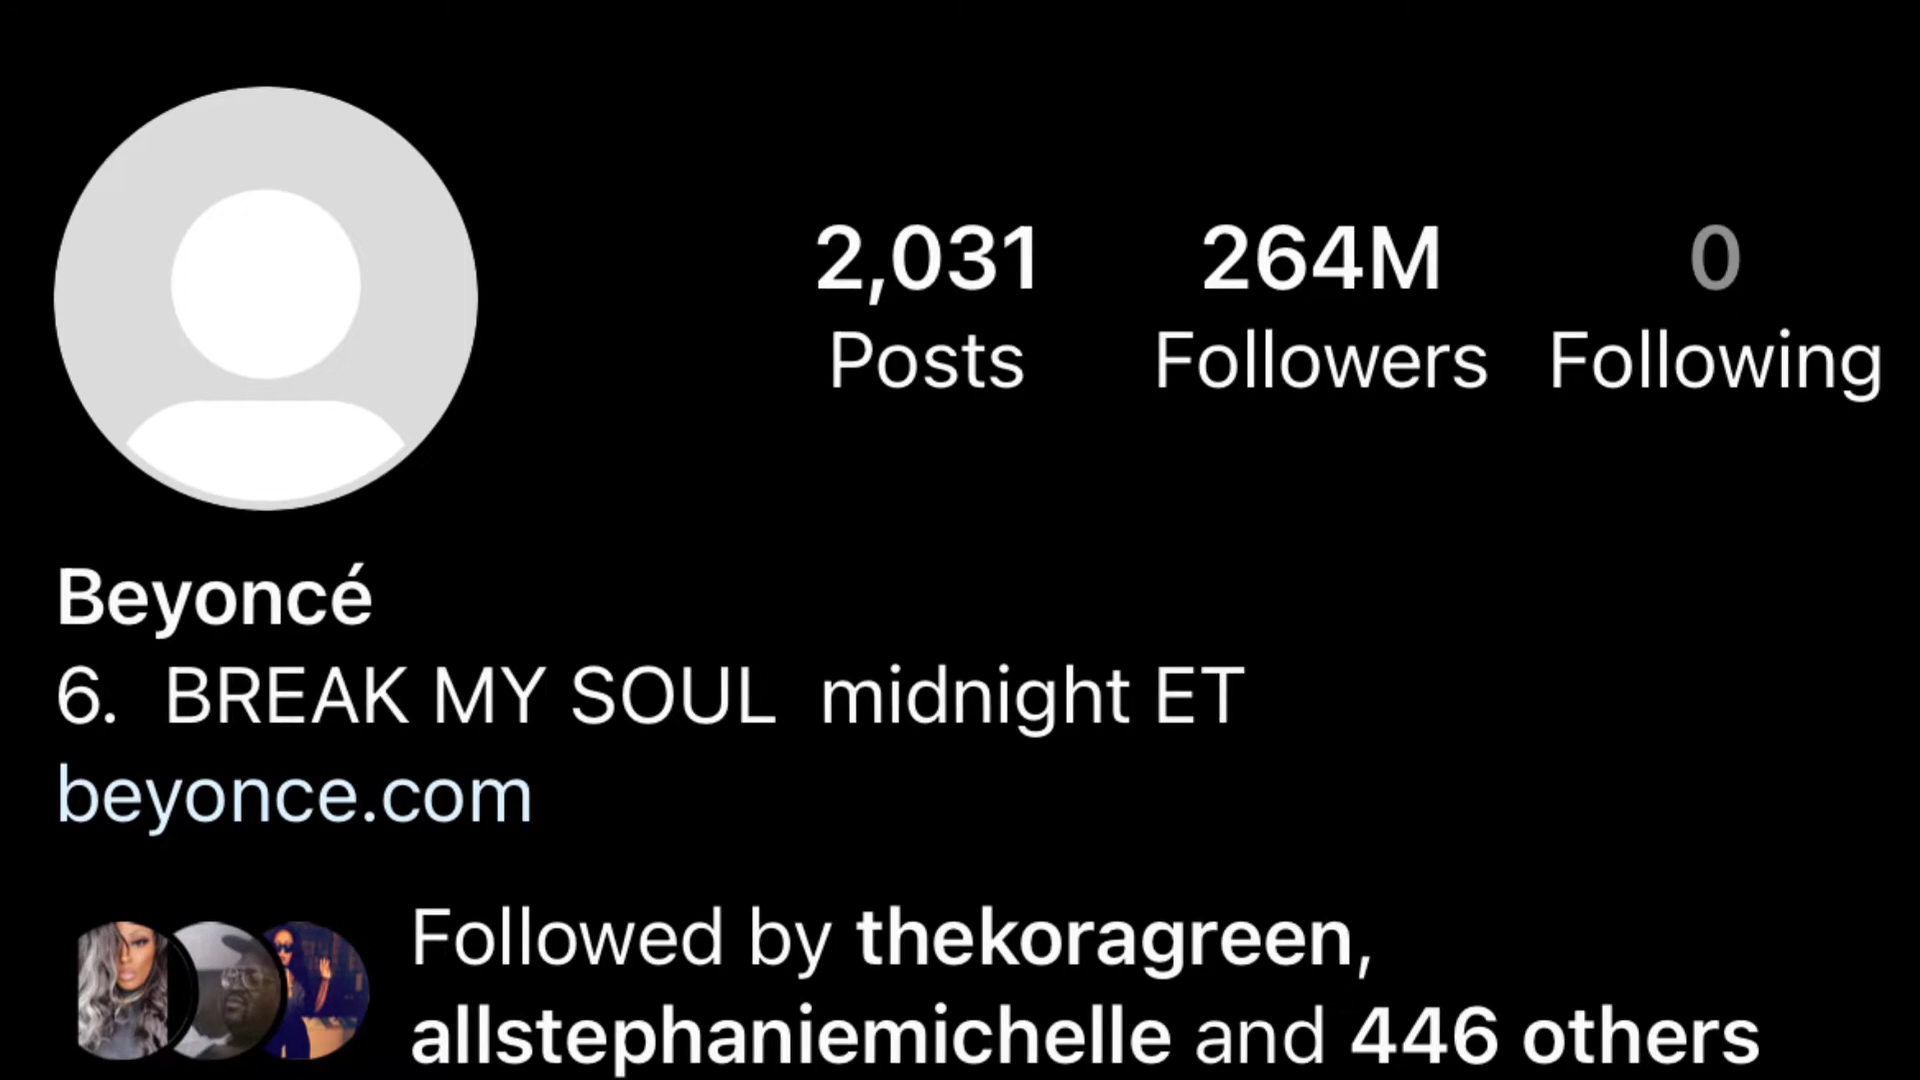 2,031 264M 0
Posts Followers Following
Beyoncé
6. BREAK MY SOUL midnight ET
beyonce.com
Followed by thekoragreen,
allstephaniemichelle and 446 others